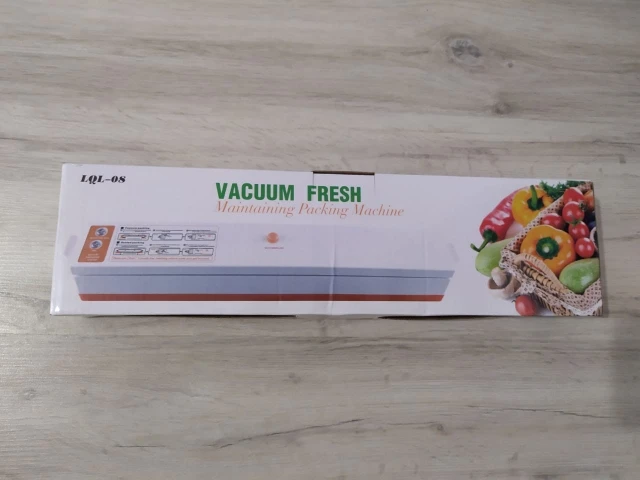 LQL-08
VACUUM FRESH
Maintaining Packing Machine